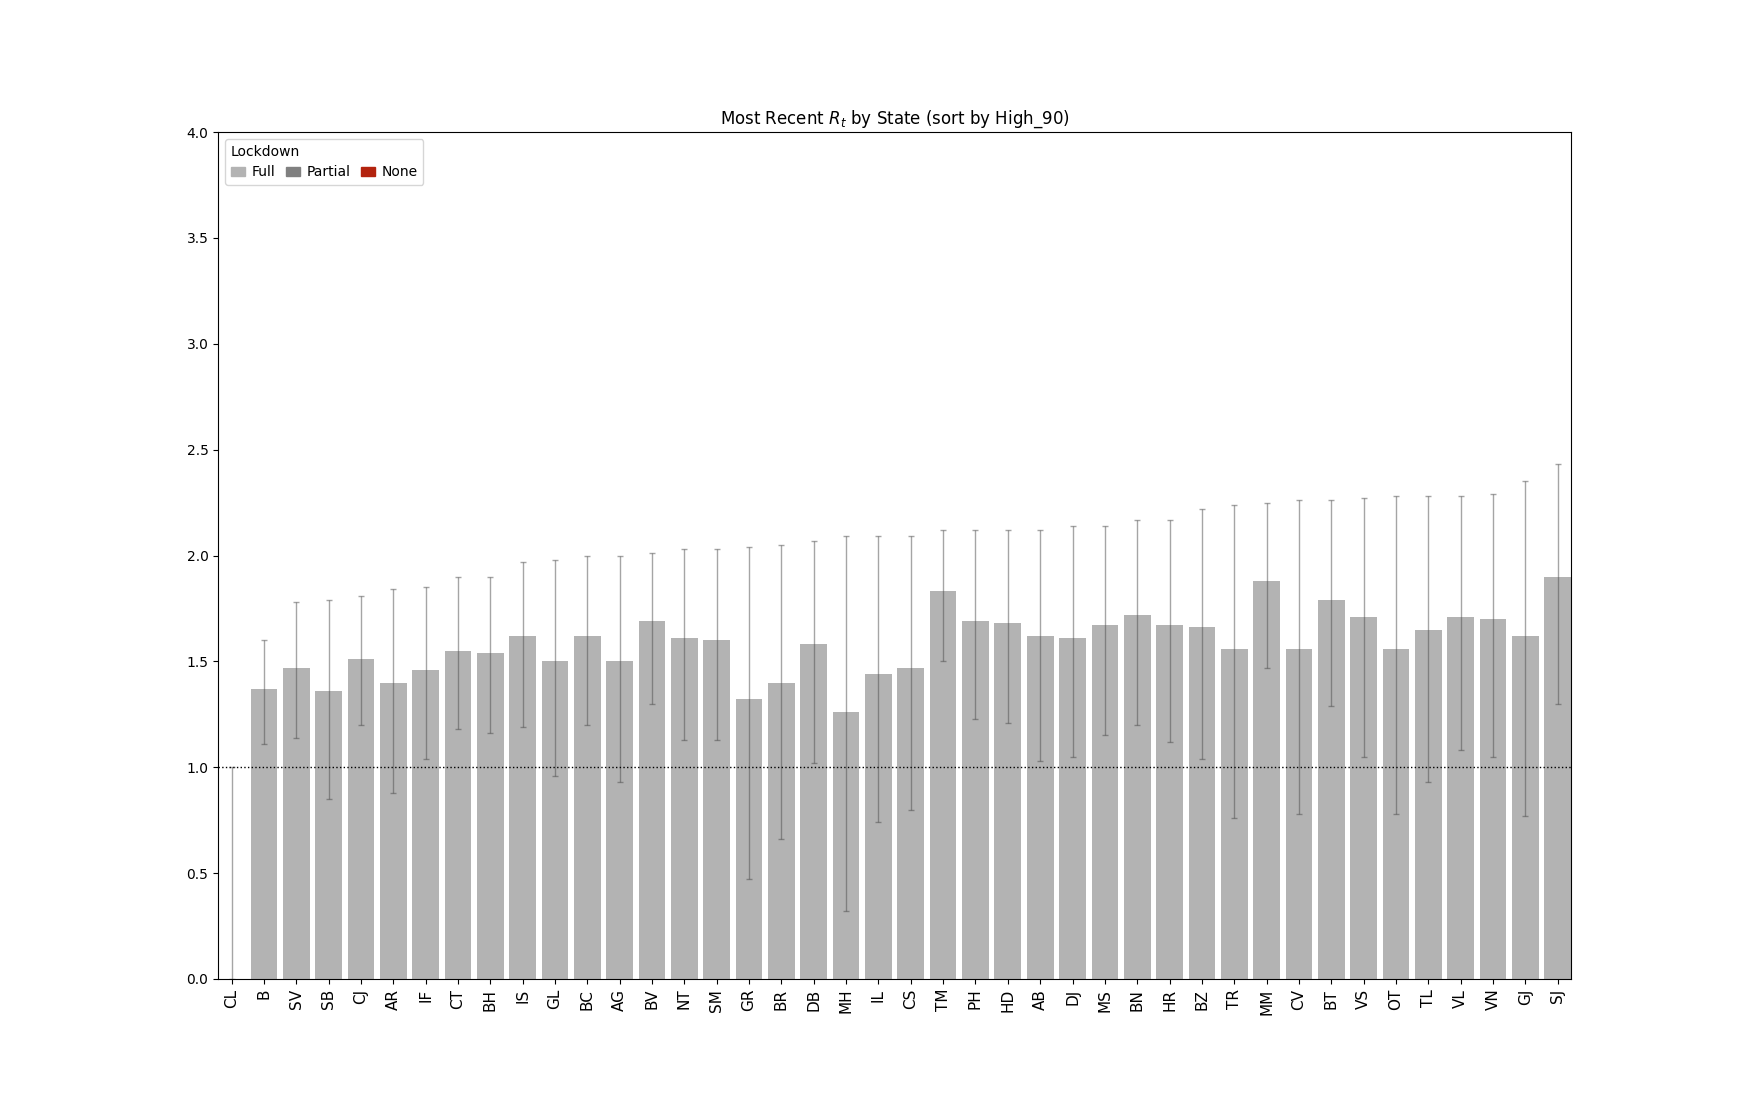 Most Recent R_t by State (sort by High_90)
4.0
3.5
3.0
2.5
2.0
1.5
1.0
0.5
0.0
Lockdown
Full Partial None
CL B SV SB CJ AR IF CT BH IS GL BC AG BV NT SM GR BR DB MH IL CS TM PH HD AB DJ MS BN HR BZ TR MM CV BT VS OT TL VL VN GJ SJ